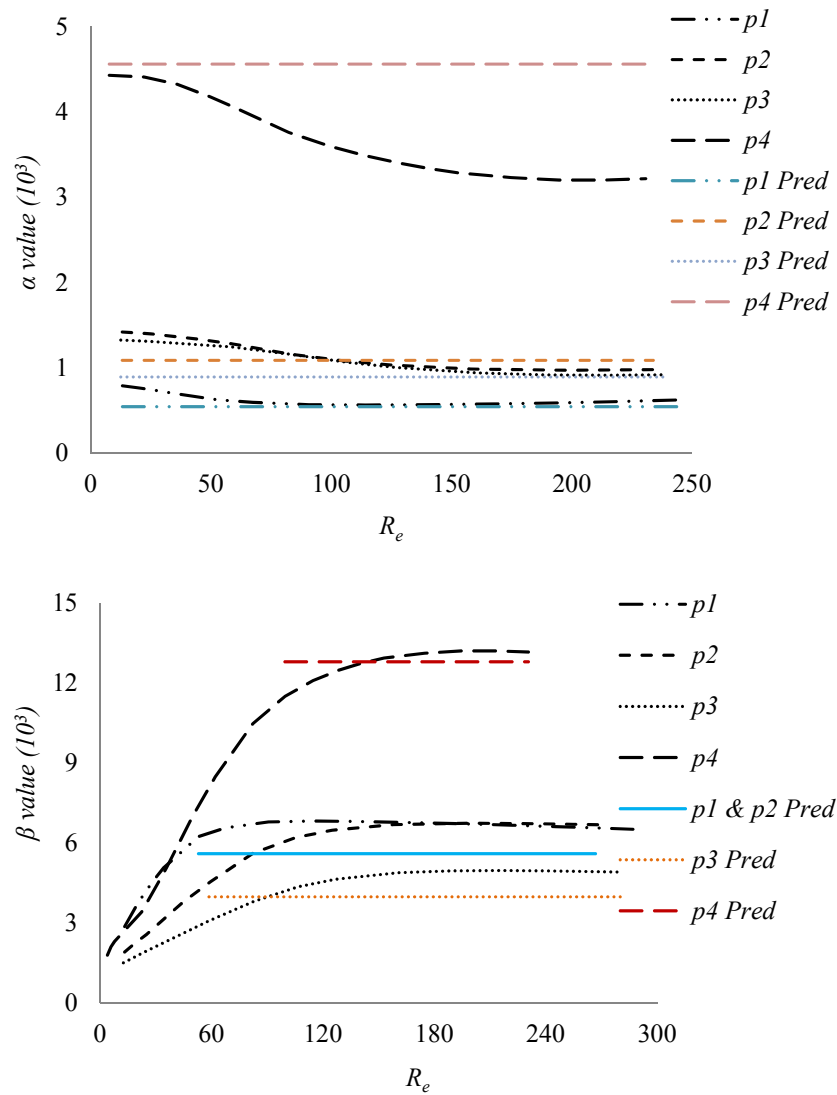 5
4
3
2
1
0
α value (10³)
0
50
100
150
200
250
Rₑ
p1
p2
p3
p4
p1 Pred
p2 Pred
p3 Pred
p4 Pred
15
12
9
6
3
0
β value (10³)
0
60
120
180
240
300
Rₑ
p1
p2
p3
p4
p1 & p2 Pred
p3 Pred
p4 Pred